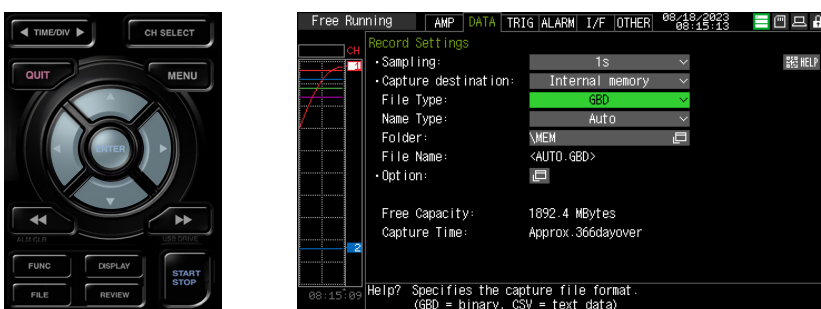 TIME/DIV
CH SELECT
QUIT
MENU
ENTER
ALM.CLR
USB DRIVE
FUNC
DISPLAY
START
STOP
FILE
REVIEW
Free Running
AMP DATA TRIG ALARM I/F OTHER
08/18/2023
08:15:13
CH
1
2
08:15:09
Record Settings
・Sampling: 1s
HELP
・Capture destination: Internal memory
File Type: GBD
Name Type: Auto
Folder: \MEM
File Name: <AUTO.GBD>
・Option:
Free Capacity: 1892.4 MBytes
Capture Time: Approx.366dayover
Help? Specifies the capture file format.
(GBD = binary, CSV = text data)